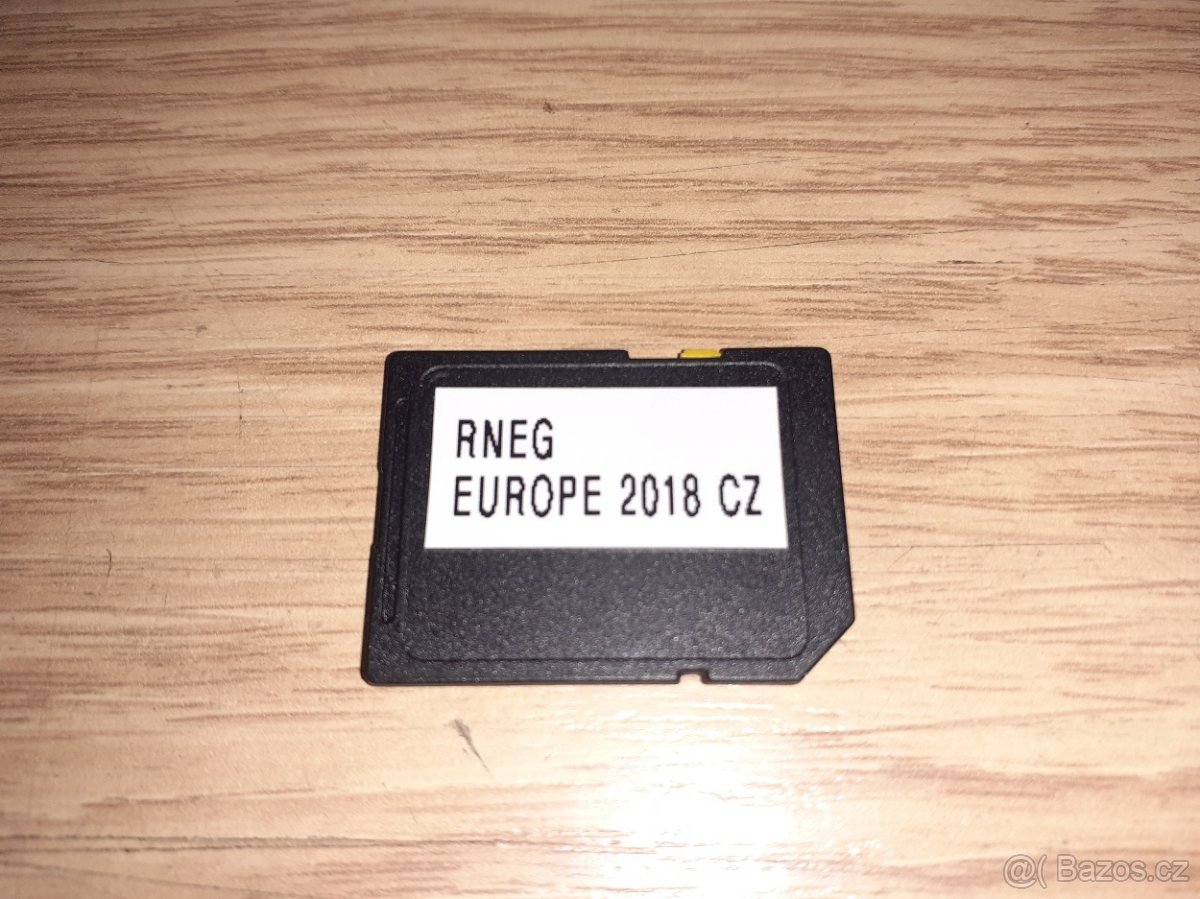 RNEG
EUROPE 2018 CZ
@( Bazos.cz